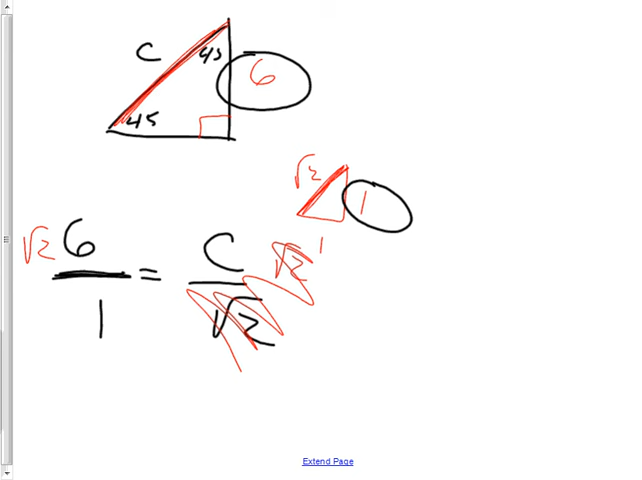 C
45
6
45
√2
1
√2 6 = C √2 1
1 √2
Extend Page